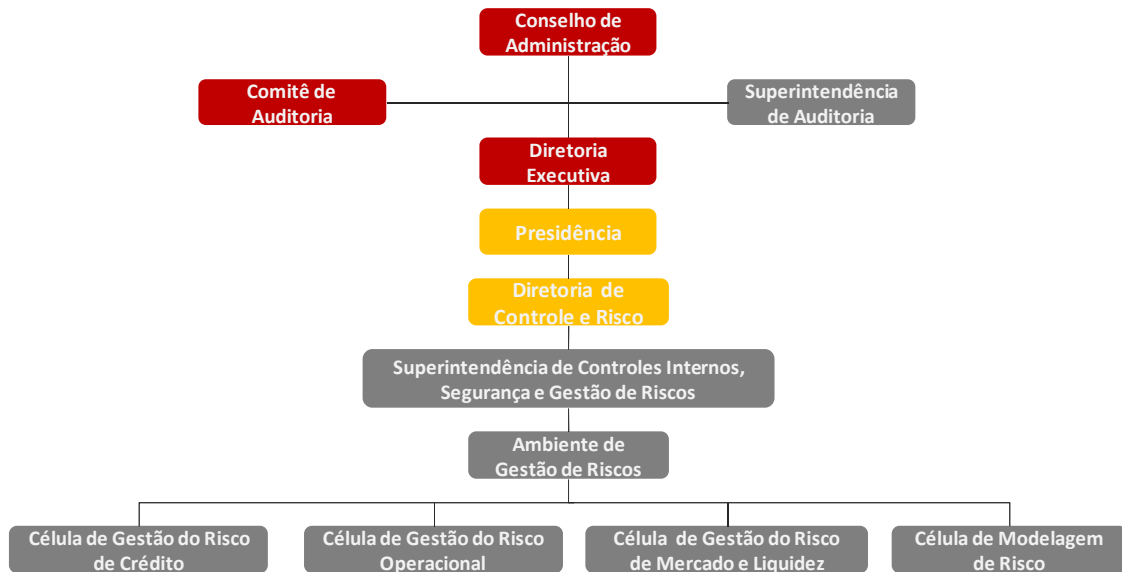 Conselho de
Administração
Comitê de
Auditoria
Superintendência
de Auditoria
Diretoria
Executiva
Presidência
Diretoria de
Controle e Risco
Superintendência de Controles Internos,
Segurança e Gestão de Riscos
Ambiente de
Gestão de Riscos
Célula de Gestão do Risco
de Crédito
Célula de Gestão do Risco
Operacional
Célula de Gestão do Risco
de Mercado e Liquidez
Célula de Modelagem
de Risco